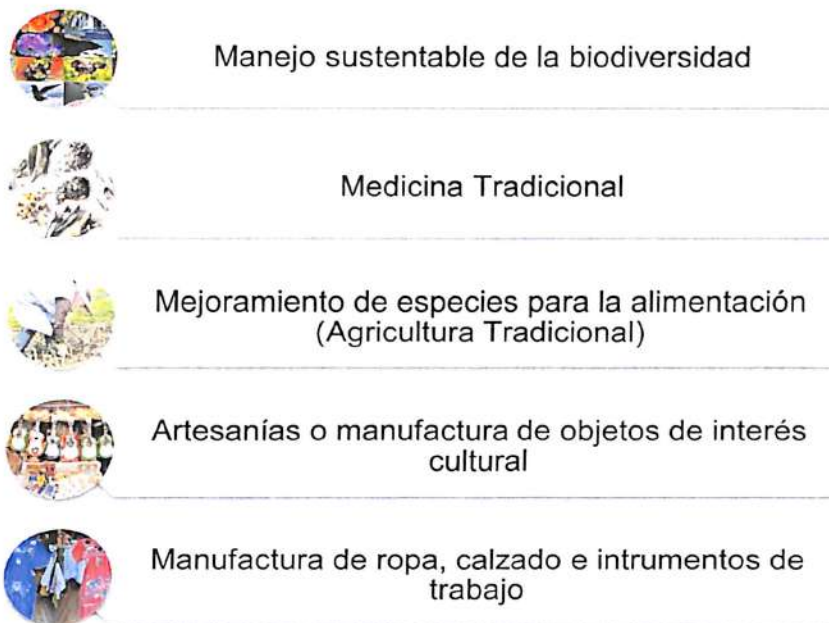 Manejo sustentable de la biodiversidad
Medicina Tradicional
Mejoramiento de especies para la alimentación
(Agricultura Tradicional)
Artesanías o manufactura de objetos de interés
cultural
Manufactura de ropa, calzado e intrumentos de
trabajo